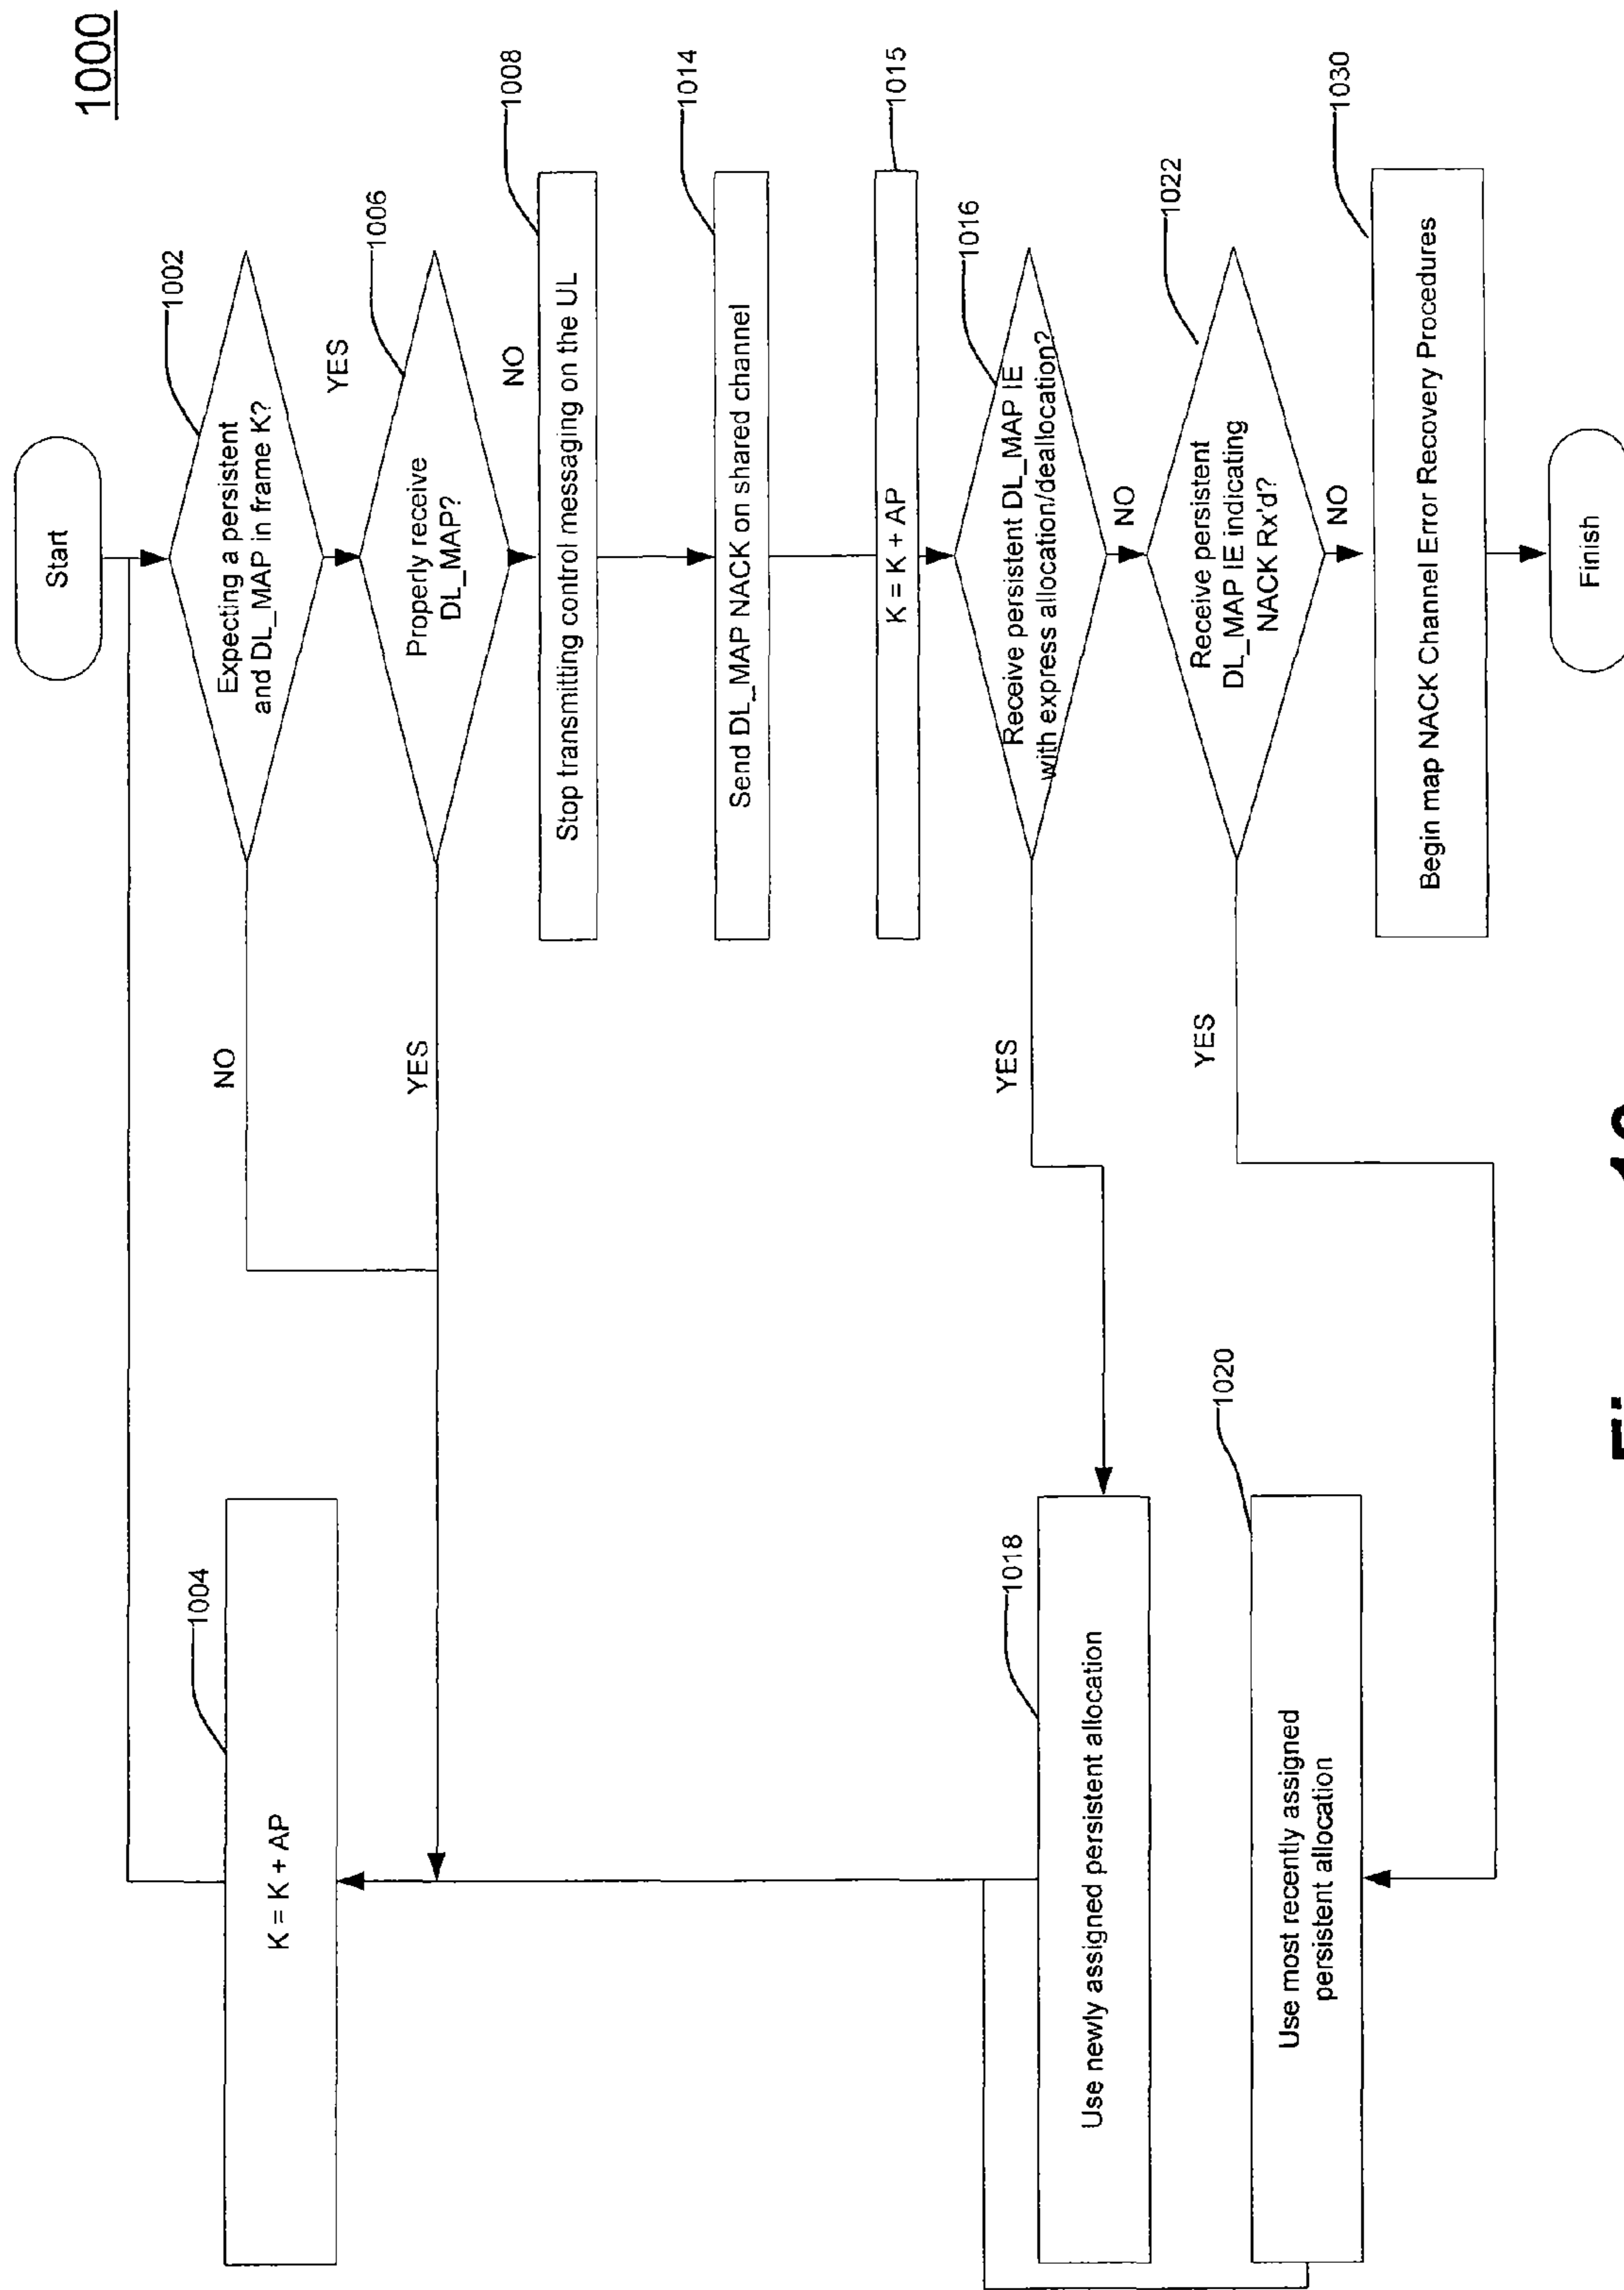 1000
Start
1002
Expecting a persistent
and DL_MAP in frame K?
NO
YES
1004
K = K + AP
1006
Properly receive
DL_MAP?
YES
NO
1008
Stop transmitting control messaging on the UL
1014
Send DL_MAP NACK on shared channel
1015
K = K + AP
1016
Receive persistent DL_MAP IE
with express allocation/deallocation?
YES
NO
1018
Use newly assigned persistent allocation
1022
Receive persistent
DL_MAP IE indicating
NACK Rx'd?
YES
NO
1020
Use most recently assigned
persistent allocation
1030
Begin map NACK Channel Error Recovery Procedures
Finish